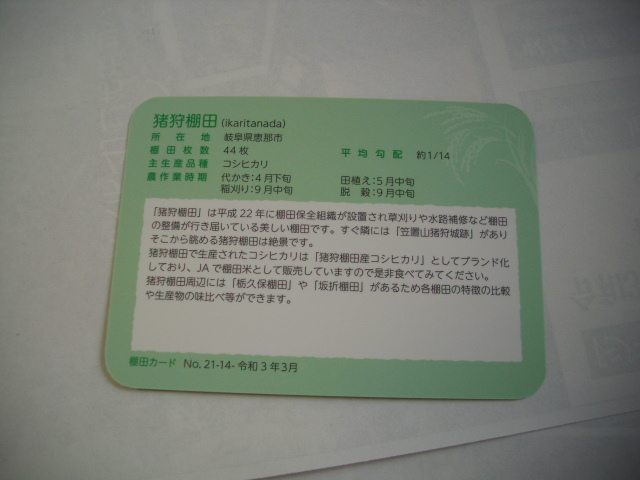 猪狩棚田(ikaritanada)
所在地 岐阜県恵那市
棚田枚数 44枚 平均勾配 約1/14
主生産品種 コシヒカリ
農作業時期 代かき:4月下旬 田植え:5月中旬
稲刈り:9月中旬 脱穀:9月中旬
「猪狩棚田」は平成22年に棚田保全組織が設置され草刈りや水路補修など棚田
の整備が行き届いている美しい棚田です。すぐ隣には「笠置山猪狩城跡」があり
そこから眺める猪狩棚田は絶景です。
猪狩棚田で生産されたコシヒカリは「猪狩棚田産コシヒカリ」としてブランド化
しており、JAで棚田米として販売していますので是非食べてみてください。
猪狩棚田周辺には「栃久保棚田」や「坂折棚田」があるため各棚田の特徴の比較
や生産物の味比べ等ができます。
棚田カード No. 21-14- 令和3年3月